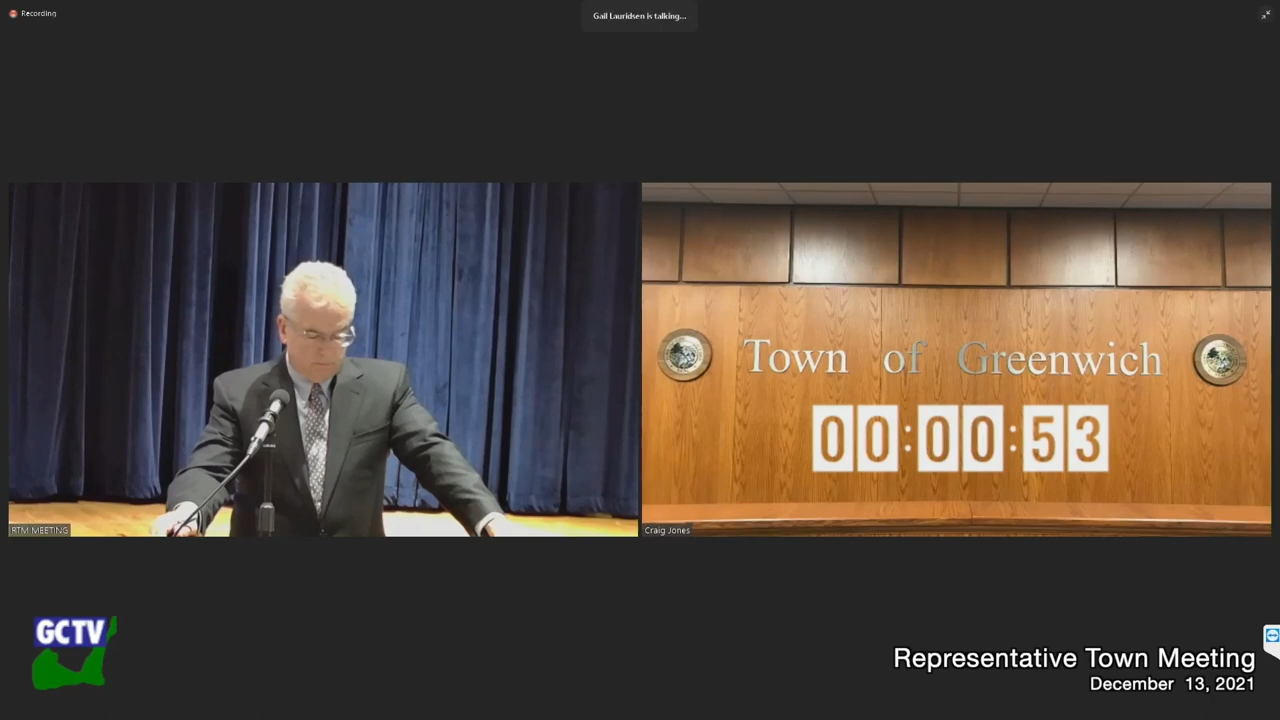 Recording
Gail Lauridsen is talking...
Town of Greenwich
00:00:53
RTM MEETING
Craig Jones
GCTV
Representative Town Meeting
December 13, 2021